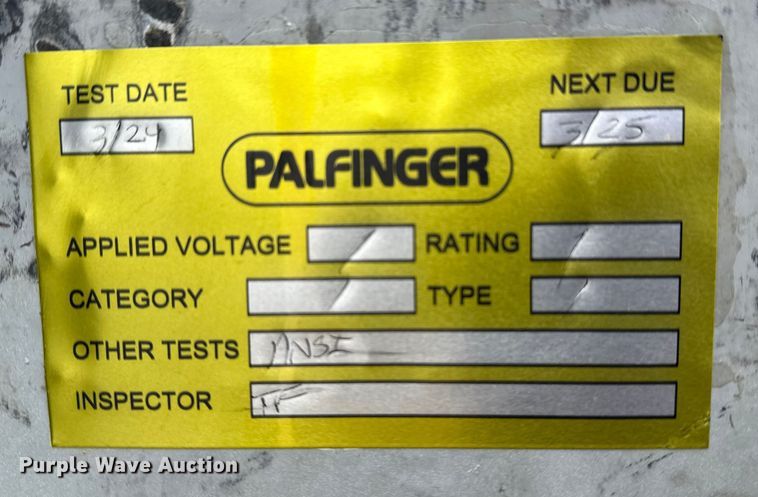 TEST DATE NEXT DUE
3/24 3/25
PALFINGER
APPLIED VOLTAGE / RATING /
CATEGORY / TYPE /
OTHER TESTS ANSI
INSPECTOR TF
Purple Wave Auction